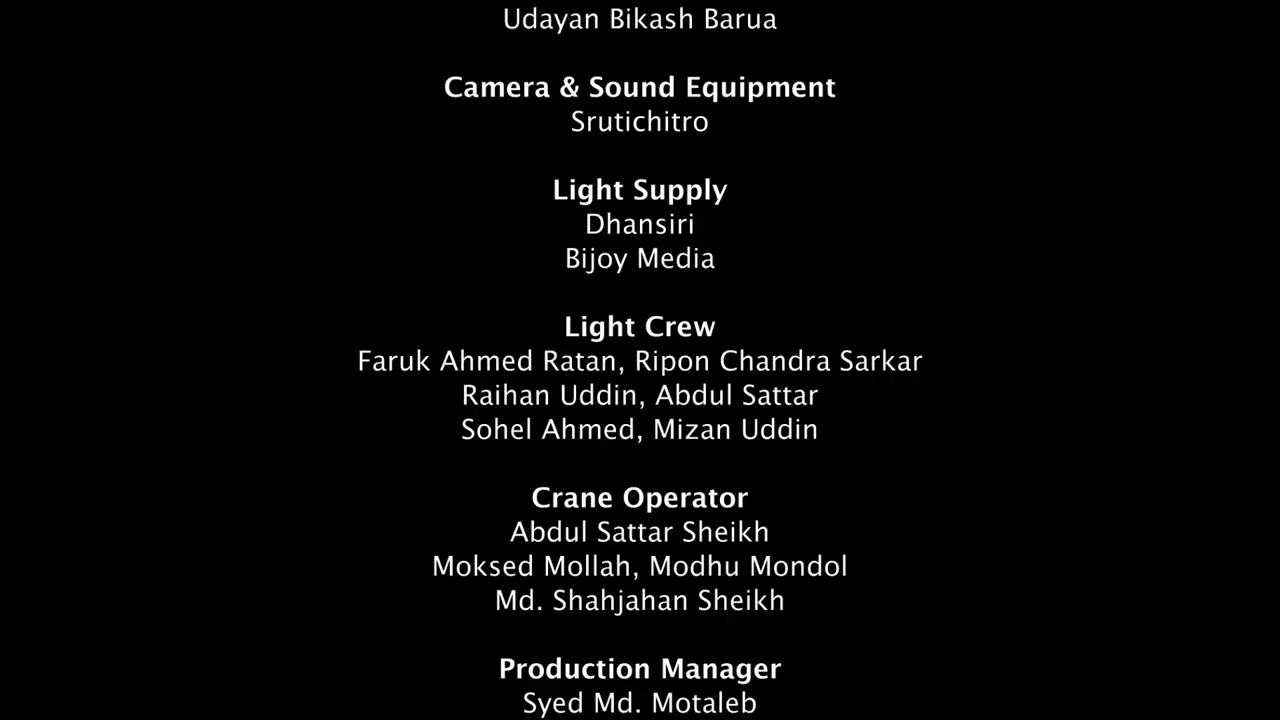 Udayan Bikash Barua
Camera & Sound Equipment
Srutichitro
Light Supply
Dhansiri
Bijoy Media
Light Crew
Faruk Ahmed Ratan, Ripon Chandra Sarkar
Raihan Uddin, Abdul Sattar
Sohel Ahmed, Mizan Uddin
Crane Operator
Abdul Sattar Sheikh
Moksed Mollah, Modhu Mondol
Md. Shahjahan Sheikh
Production Manager
Syed Md. Motaleb